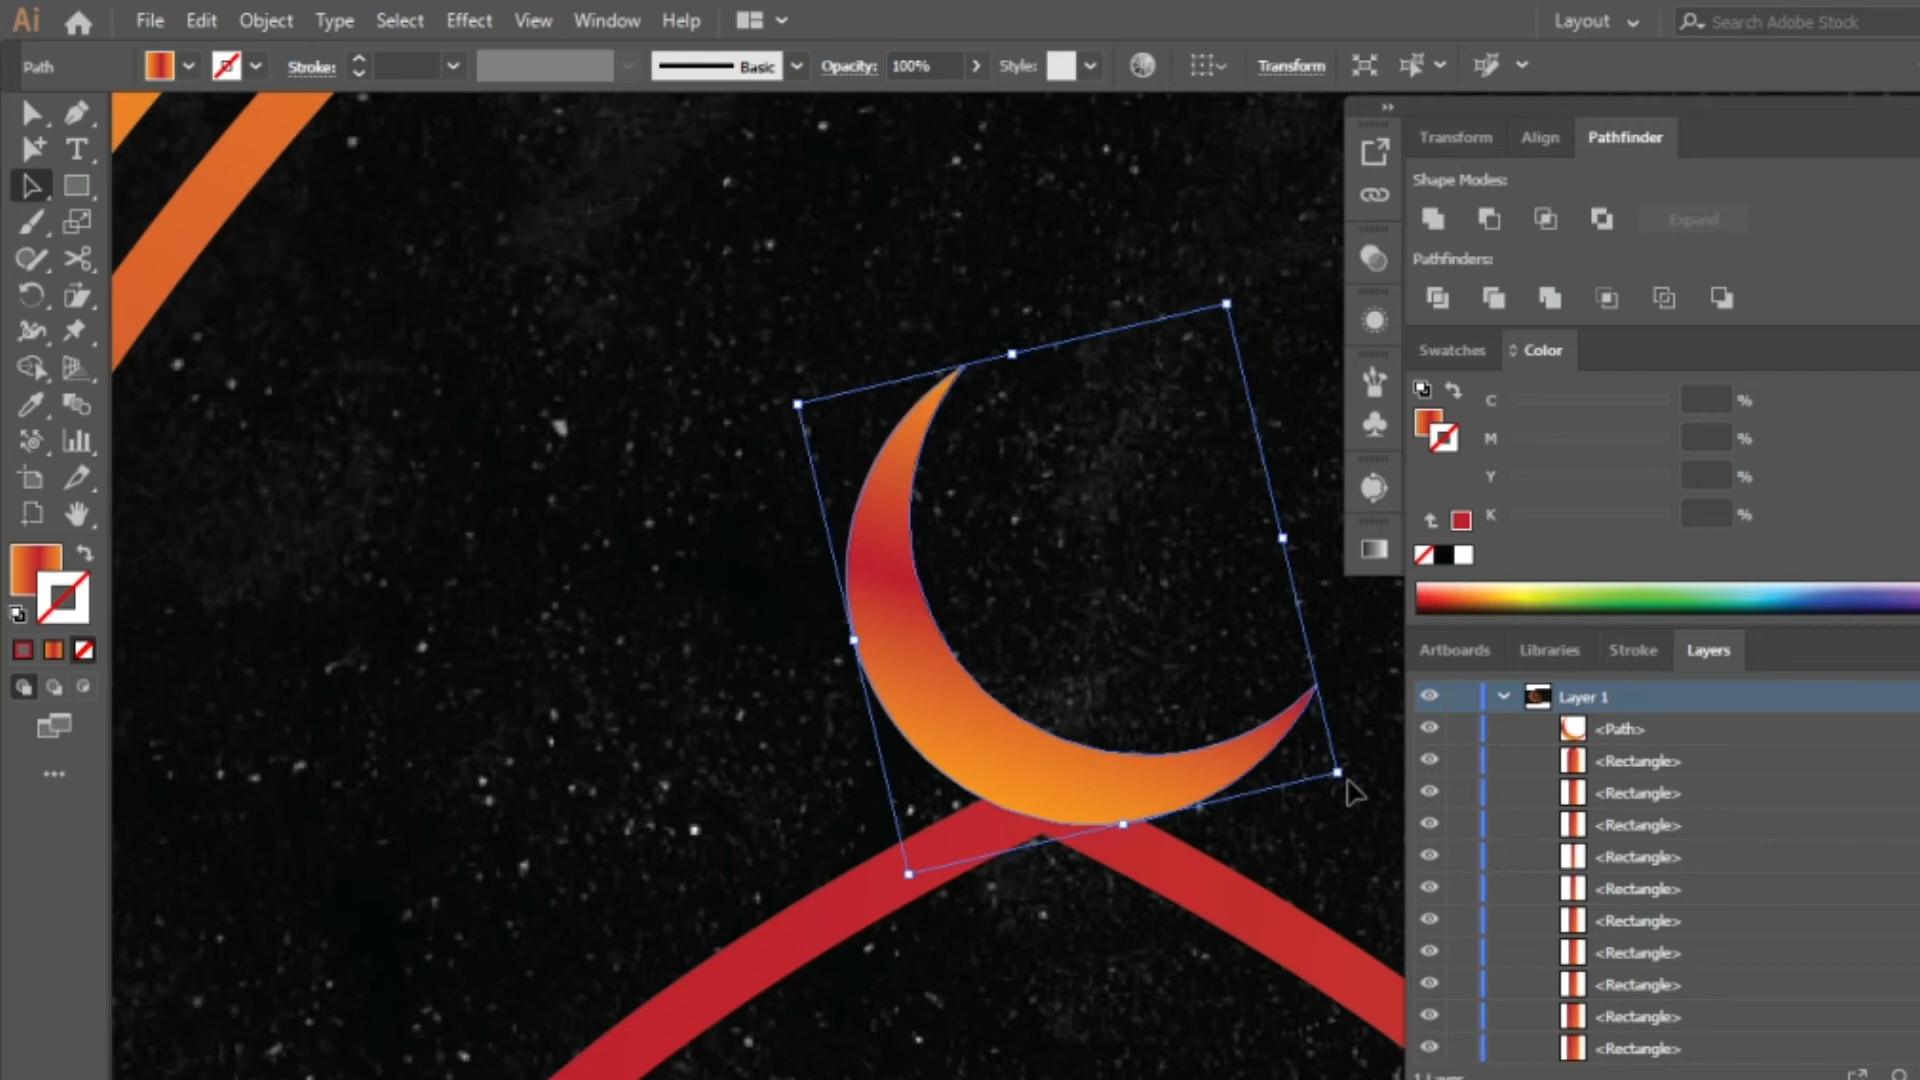 Ai File Edit Object Type Select Effect View Window Help Layout Search Adobe Stock
Path Stroke: Basic Opacity: 100% Style: Transform
Transform Align Pathfinder
Shape Modes:
Expand
Pathfinders:
Swatches Color
C %
M %
Y %
K %
Artboards Libraries Stroke Layers
Layer 1
<Path>
<Rectangle>
<Rectangle>
<Rectangle>
<Rectangle>
<Rectangle>
<Rectangle>
<Rectangle>
<Rectangle>
<Rectangle>
<Rectangle>
1 Layer